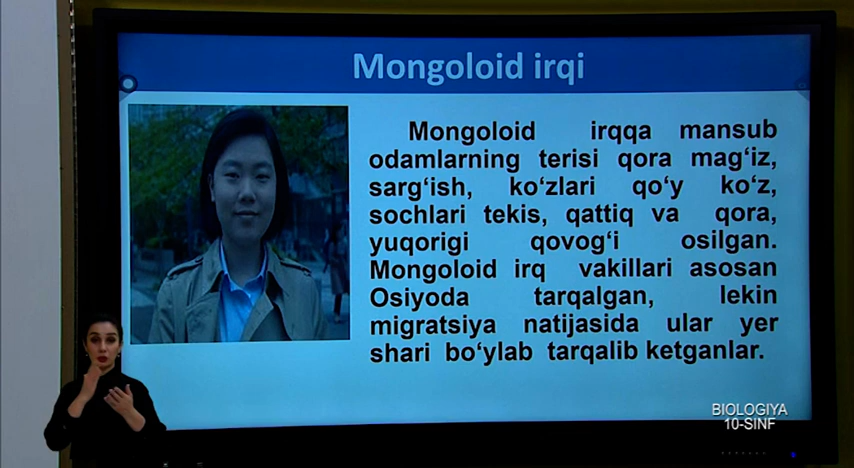 Mongoloid irqi
Mongoloid irqqa mansub
odamlarning terisi qora mag‘iz,
sarg‘ish, ko‘zlari qo‘y ko‘z,
sochlari tekis, qattiq va qora,
yuqorigi qovog‘i osilgan.
Mongoloid irq vakillari asosan
Osiyoda tarqalgan, lekin
migratsiya natijasida ular yer
shari bo‘ylab tarqalib ketganlar.
BIOLOGIYA
10-SINF